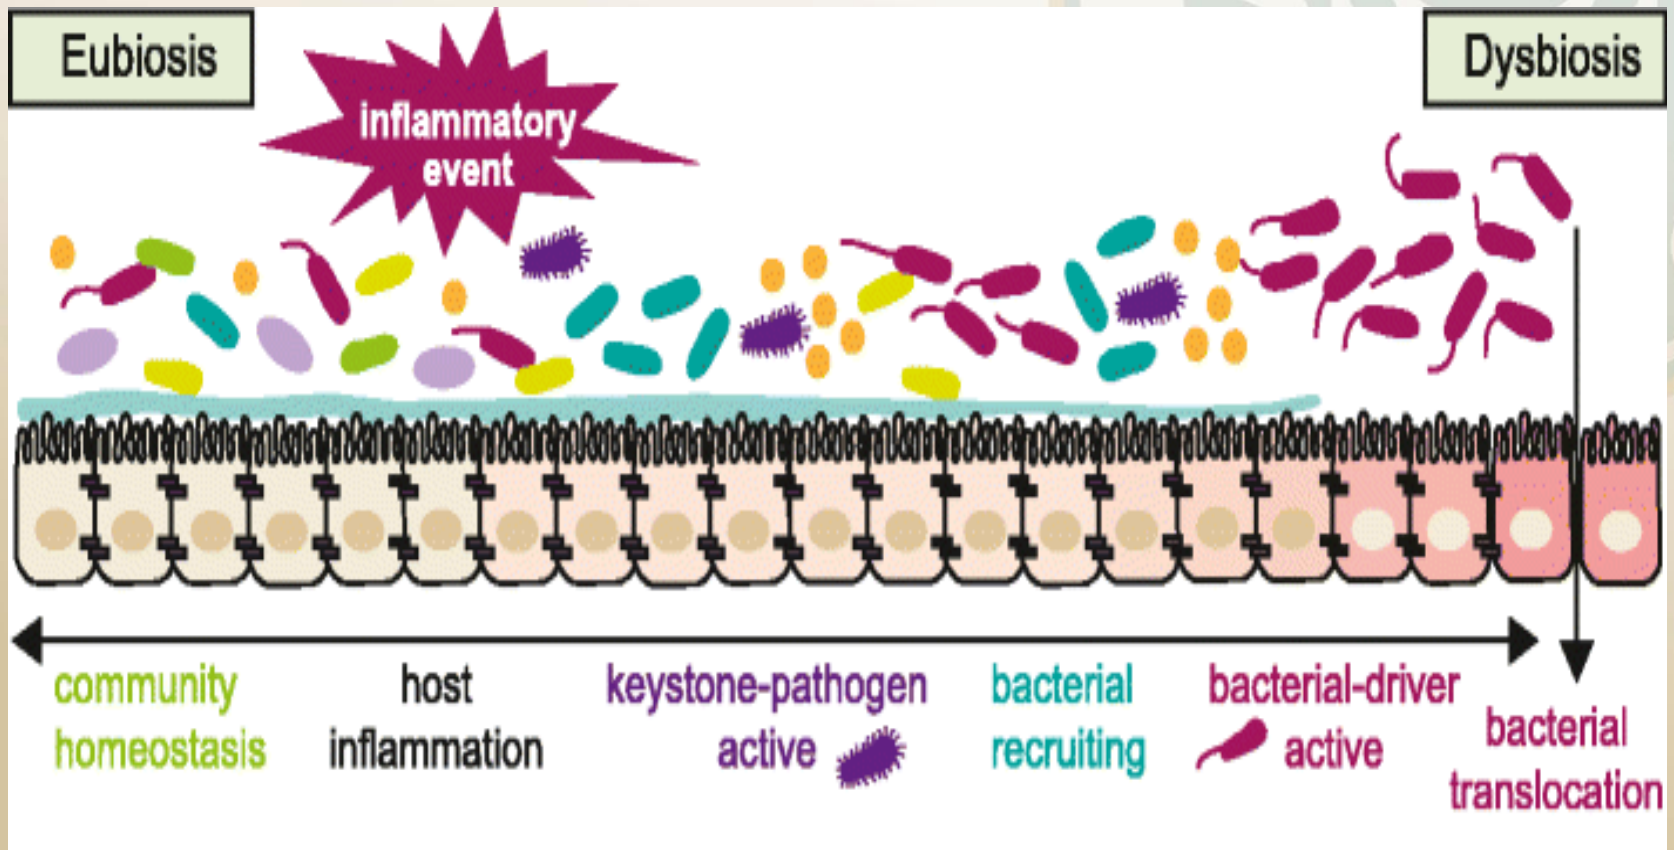 Eubiosis
inflammatory
event
Dysbiosis
community
homeostasis
host
inflammation
keystone-pathogen
active
bacterial
recruiting
bacterial-driver
active
bacterial
translocation